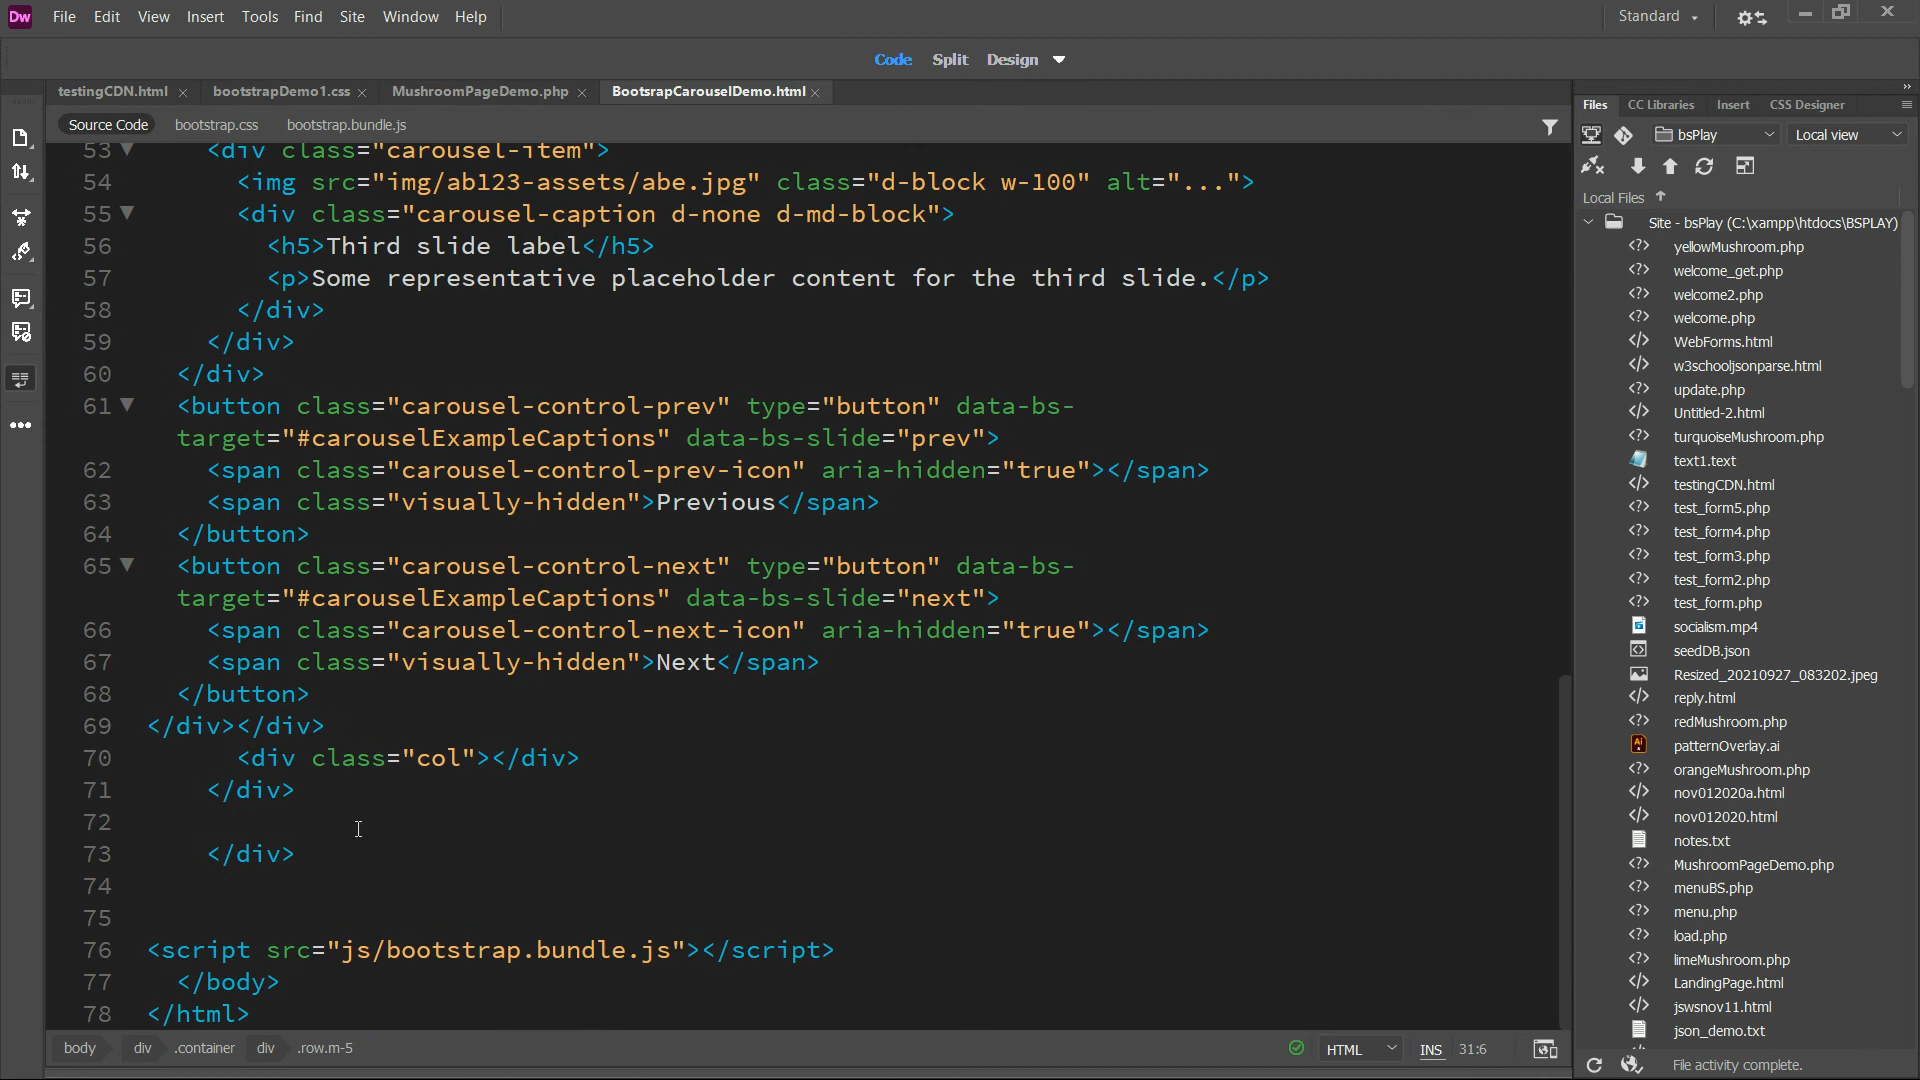 Dw File Edit View Insert Tools Find Site Window Help Standard
Code Split Design
testingCDN.html bootstrapDemo1.css MushroomPageDemo.php BootsrapCarouselDemo.html
Source Code bootstrap.css bootstrap.bundle.js
53 <div class="carousel-item">
54 <img src="img/ab123-assets/abe.jpg" class="d-block w-100" alt="...">
55 <div class="carousel-caption d-none d-md-block">
56 <h5>Third slide label</h5>
57 <p>Some representative placeholder content for the third slide.</p>
58 </div>
59 </div>
60 </div>
61 <button class="carousel-control-prev" type="button" data-bs-
target="#carouselExampleCaptions" data-bs-slide="prev">
62 <span class="carousel-control-prev-icon" aria-hidden="true"></span>
63 <span class="visually-hidden">Previous</span>
64 </button>
65 <button class="carousel-control-next" type="button" data-bs-
target="#carouselExampleCaptions" data-bs-slide="next">
66 <span class="carousel-control-next-icon" aria-hidden="true"></span>
67 <span class="visually-hidden">Next</span>
68 </button>
69 </div></div>
70 <div class="col"></div>
71 </div>
72
73 </div>
74
75
76 <script src="js/bootstrap.bundle.js"></script>
77 </body>
78 </html>
body div .container div .row.m-5 HTML INS 31:6
Files CC Libraries Insert CSS Designer
bsPlay Local view
Local Files
Site - bsPlay (C:\xampp\htdocs\BSPLAY)
yellowMushroom.php
welcome_get.php
welcome2.php
welcome.php
WebForms.html
w3schooljsonparse.html
update.php
Untitled-2.html
turquoiseMushroom.php
text1.text
testingCDN.html
test_form5.php
test_form4.php
test_form3.php
test_form2.php
test_form.php
socialism.mp4
seedDB.json
Resized_20210927_083202.jpeg
reply.html
redMushroom.php
patternOverlay.ai
orangeMushroom.php
nov012020a.html
nov012020.html
notes.txt
MushroomPageDemo.php
menuBS.php
menu.php
load.php
limeMushroom.php
LandingPage.html
jswsnov11.html
json_demo.txt
File activity complete.